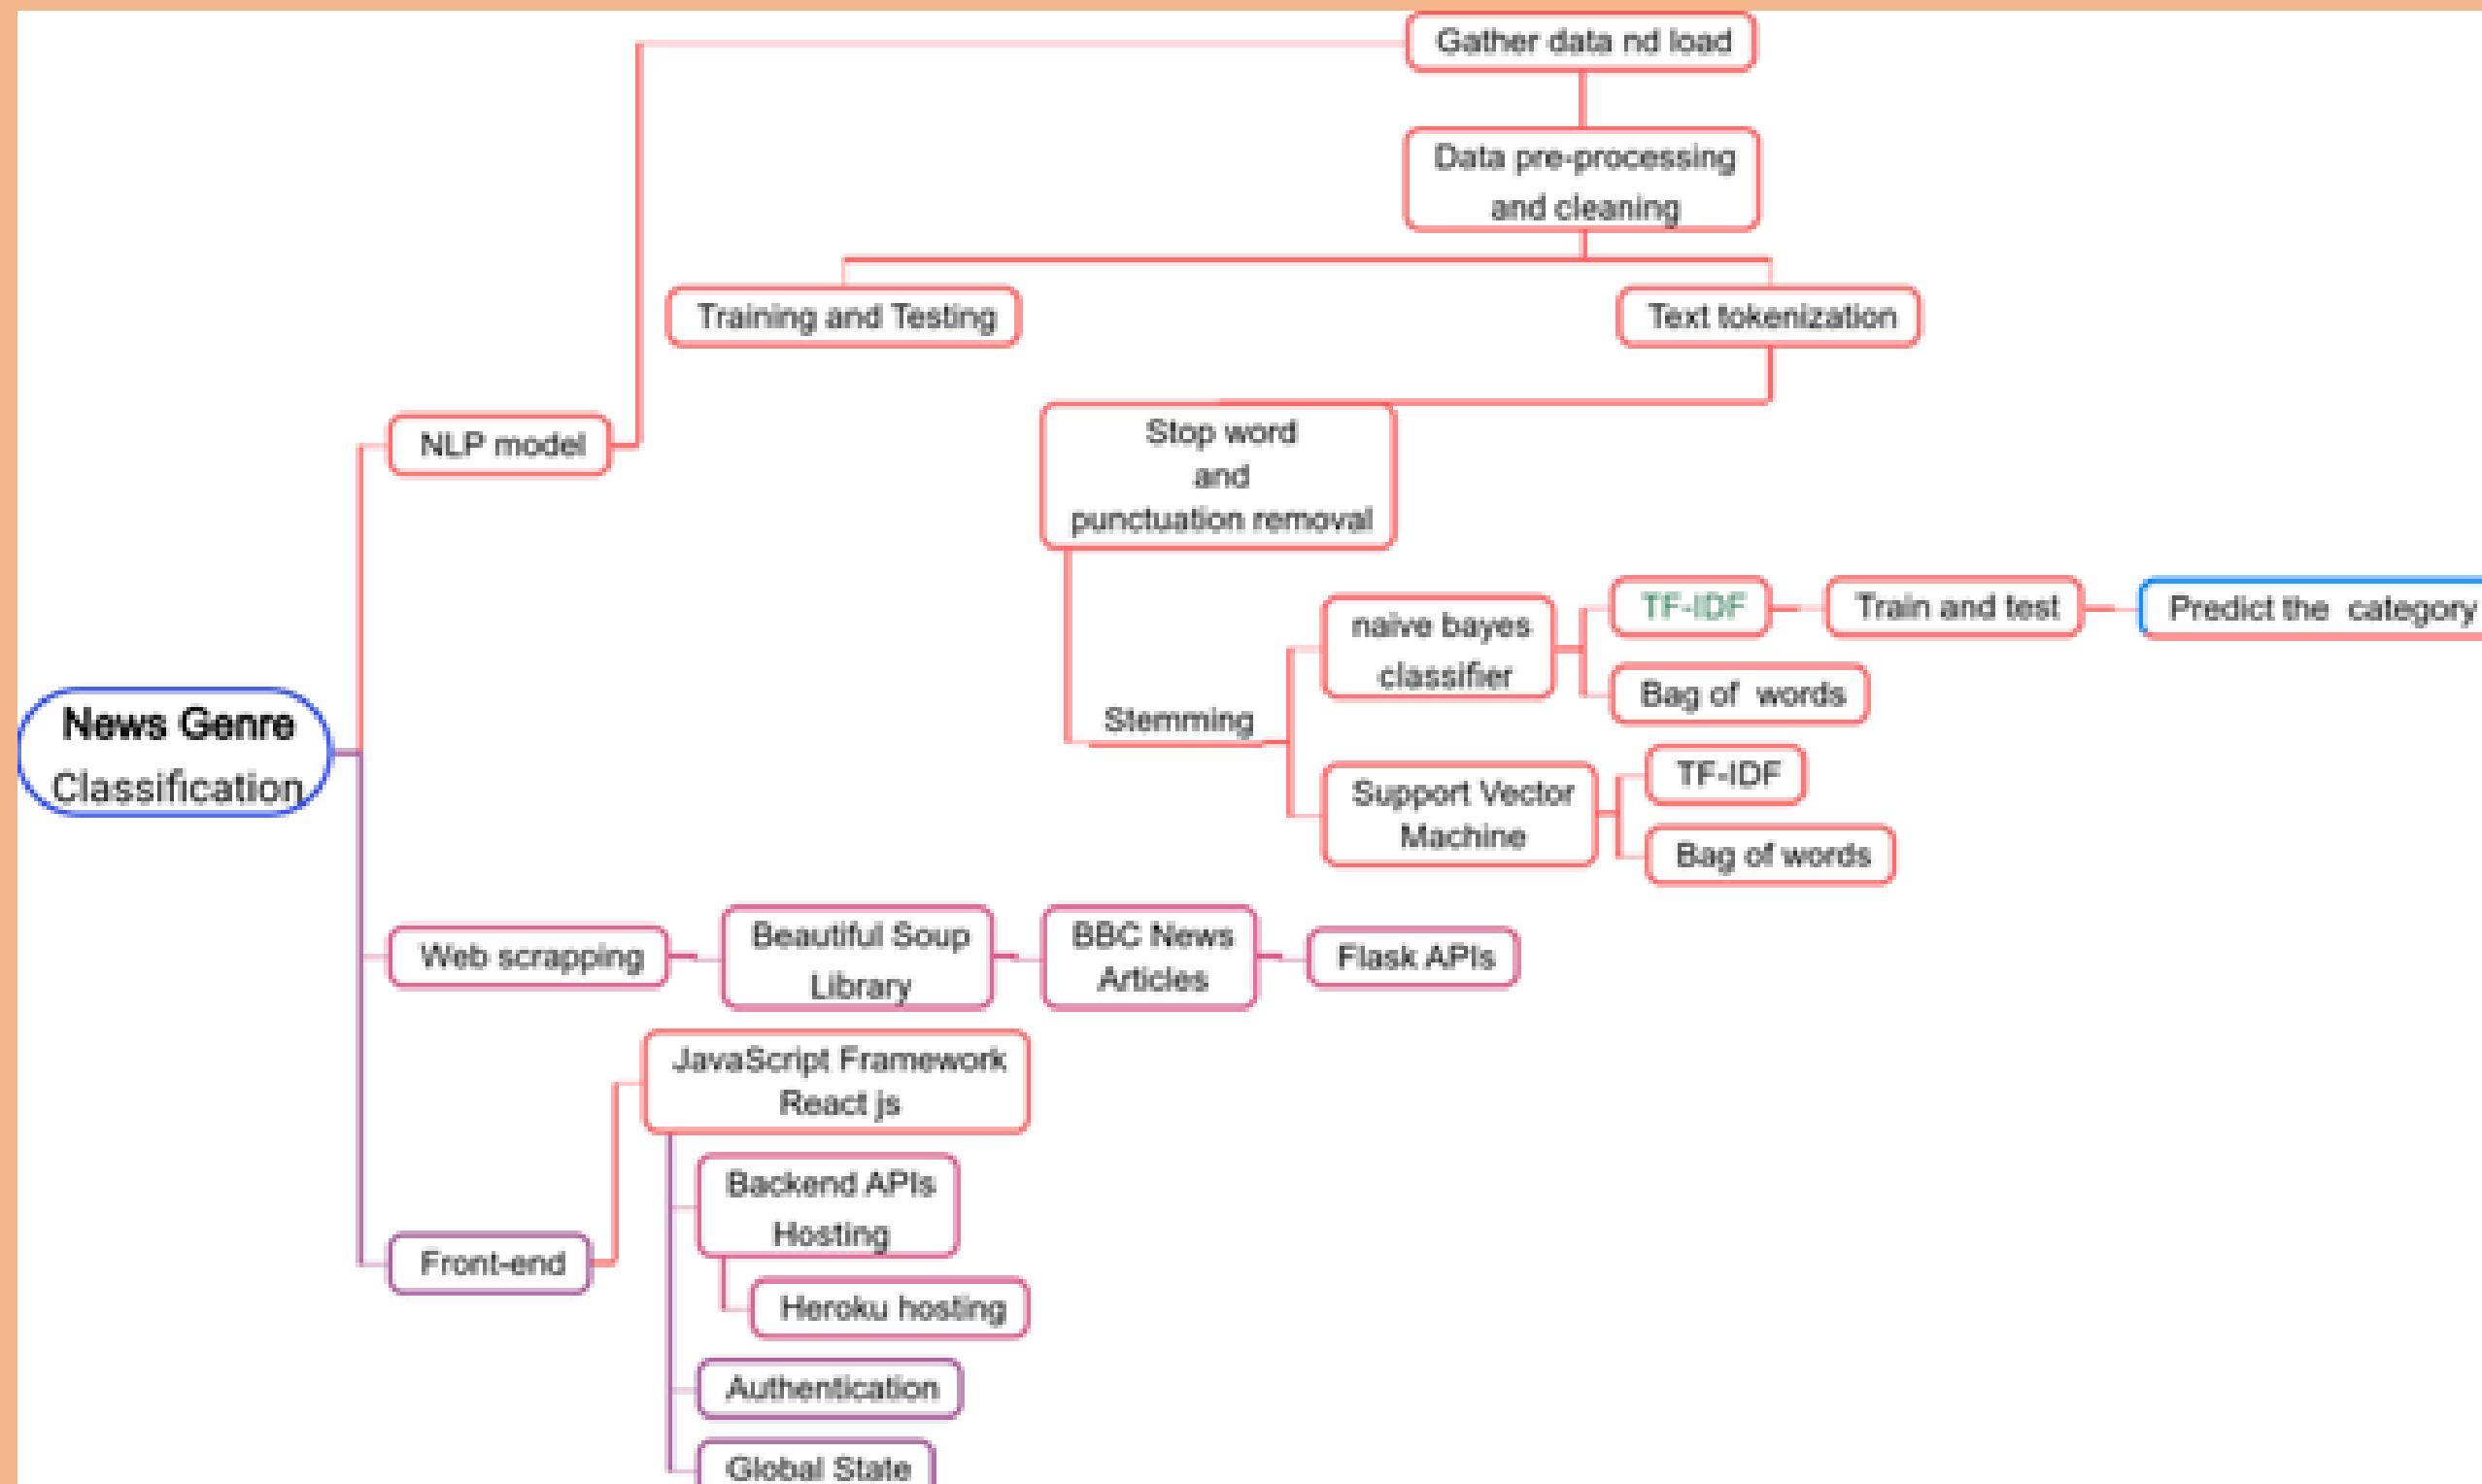 Gather data nd load
Data pre-processing
and cleaning
Training and Testing
Text tokenization
NLP model
Stop word
and
punctuation removal
Stemming
naive bayes
classifier
TF-IDF
Train and test
Predict the category
Bag of words
Support Vector
Machine
TF-IDF
Bag of words
News Genre
Classification
Web scrapping
Beautiful Soup
Library
BBC News
Articles
Flask APIs
Front-end
JavaScript Framework
React js
Backend APIs
Hosting
Heroku hosting
Authentication
Global State